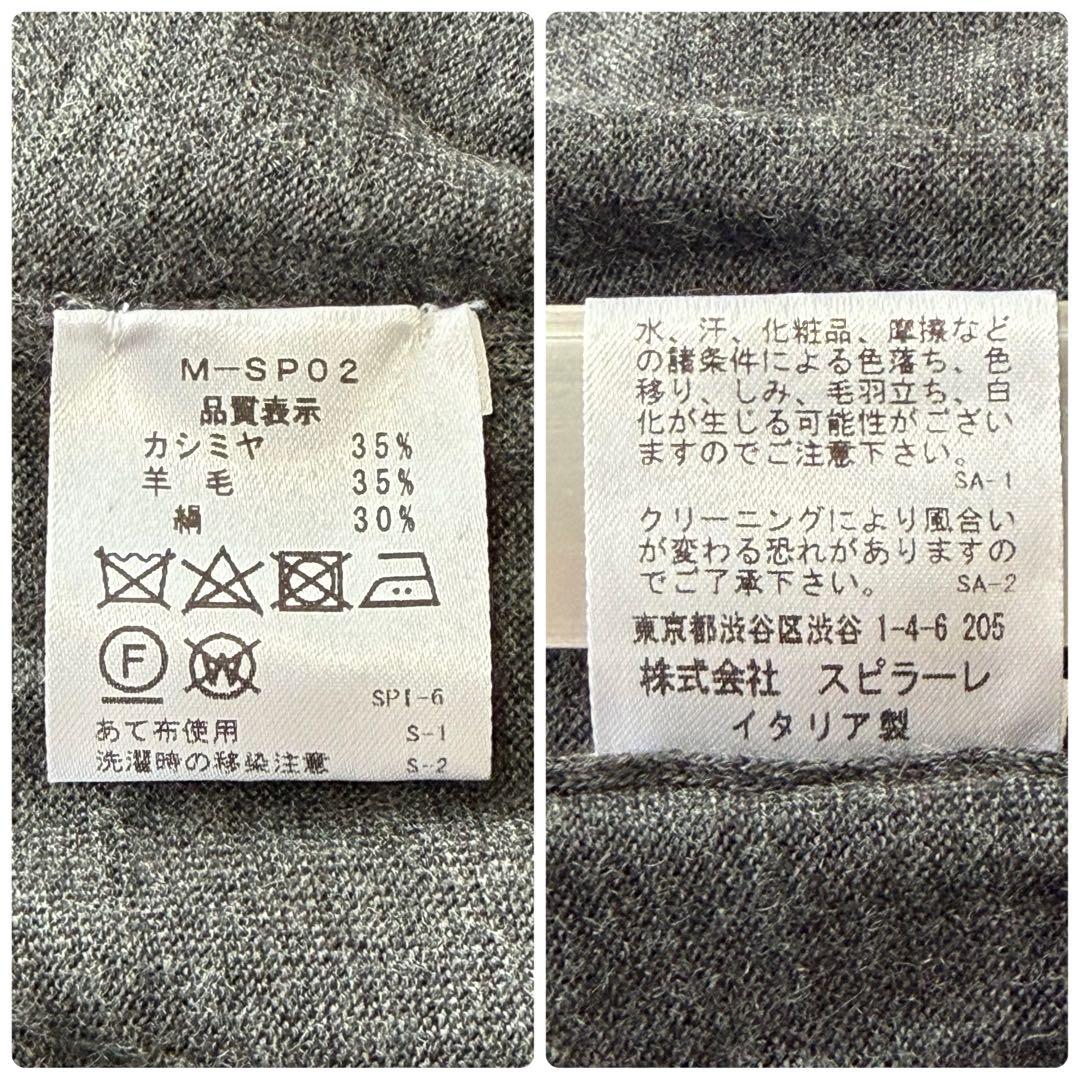 M-SP02
品質表示
カシミヤ 35%
羊毛 35%
絹 30%
F
W
SPI-6
あて布使用 S-1
洗濯時の移染注意 S-2
水、汗、化粧品、摩擦など
の諸条件による色落ち、色
移り、しみ、毛羽立ち、白
化が生じる可能性がござい
ますのでご注意下さい。
SA-1
クリーニングにより風合い
が変わる恐れがありますの
でご了承下さい。 SA-2
東京都渋谷区渋谷 1-4-6 205
株式会社 スピラーレ
イタリア製